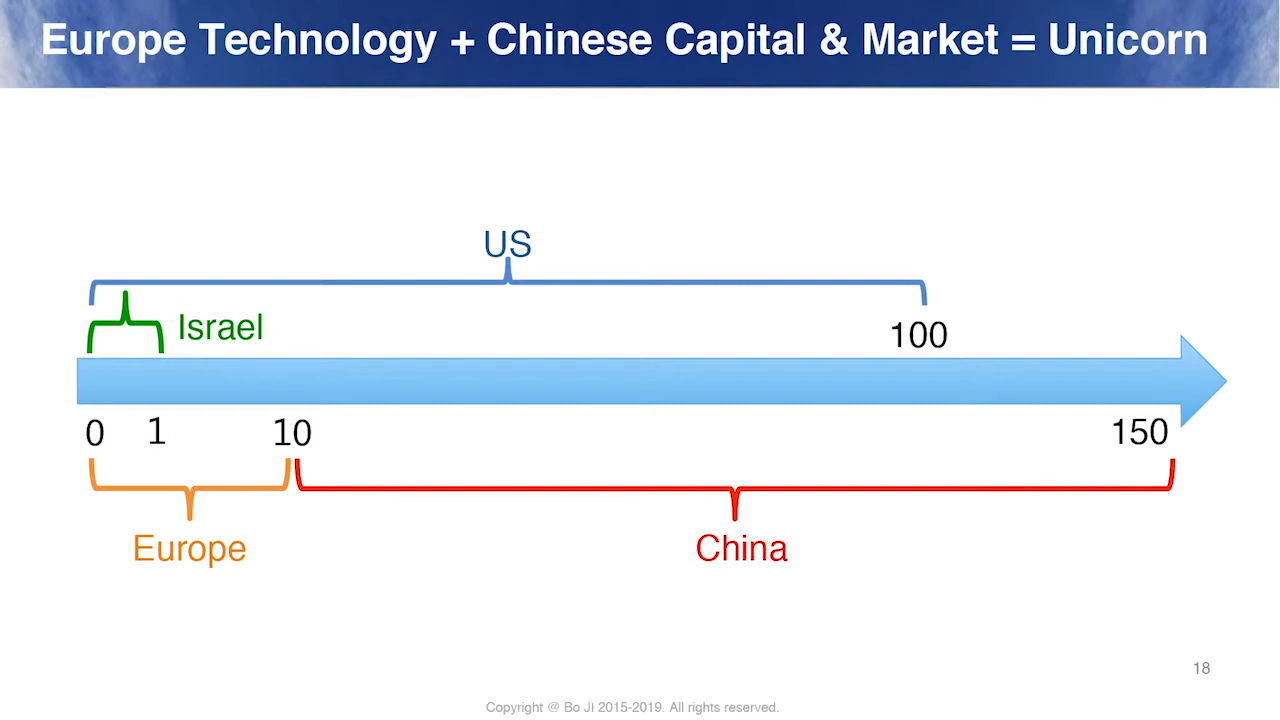 Europe Technology + Chinese Capital & Market = Unicorn
US
Israel
100
0 1 10 150
Europe
China
18
Copyright @ Bo Ji 2015-2019. All rights reserved.